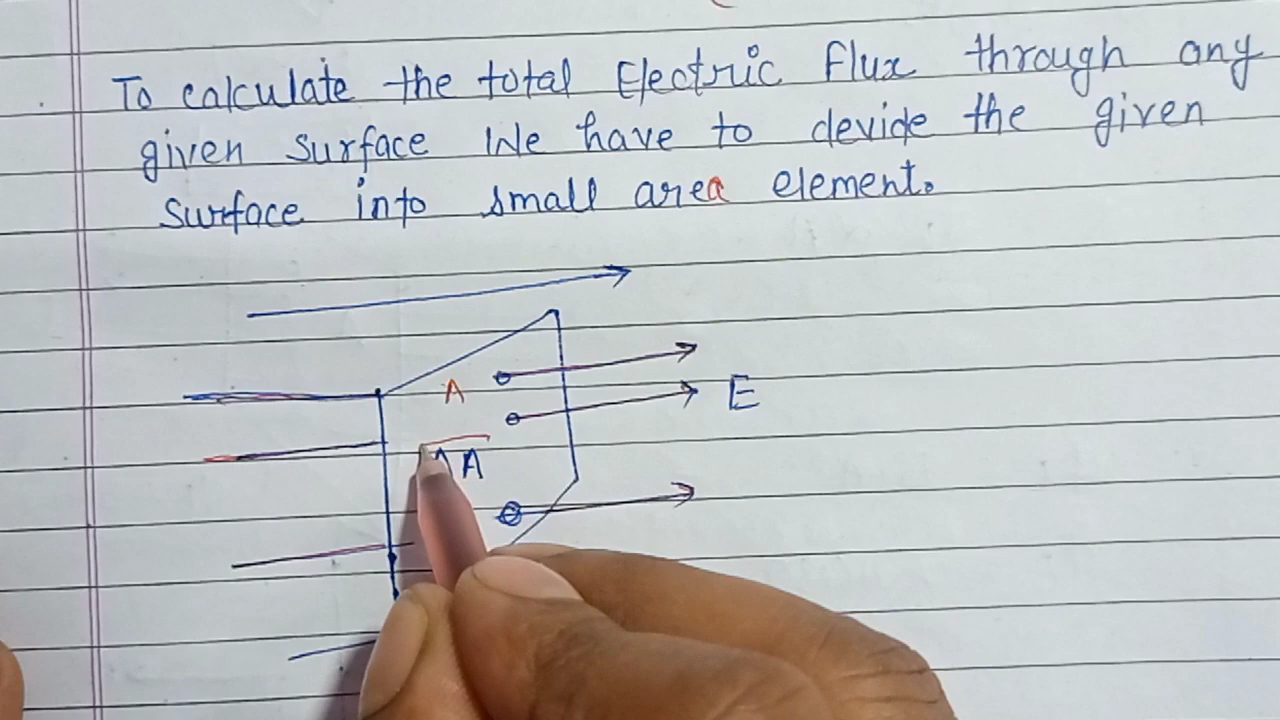 To calculate the total Electric Flux through any
given surface We have to devide the given
surface into small area element.
A
E
ΔA